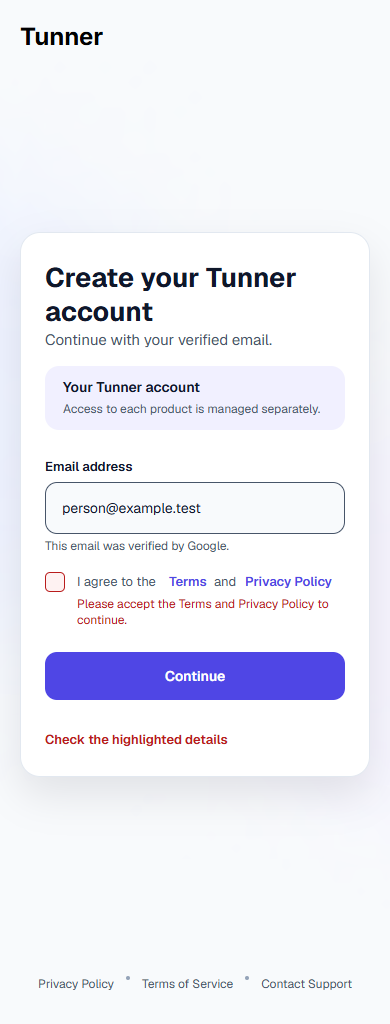 Tunner
Create your Tunner
account
Continue with your verified email.
Your Tunner account
Access to each product is managed separately.
Email address
person@example.test
This email was verified by Google.
I agree to the Terms and Privacy Policy
Please accept the Terms and Privacy Policy to
continue.
Continue
Check the highlighted details
Privacy Policy • Terms of Service • Contact Support